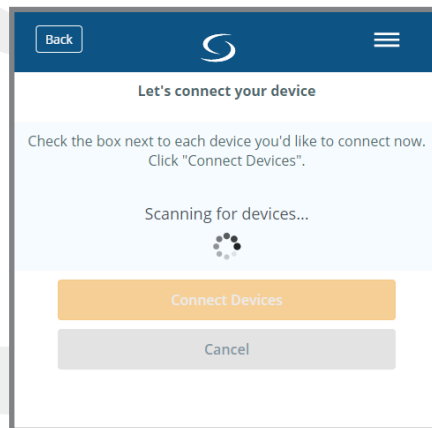 Back
Let's connect your device
Check the box next to each device you'd like to connect now.
Click "Connect Devices".
Scanning for devices...
Connect Devices
Cancel